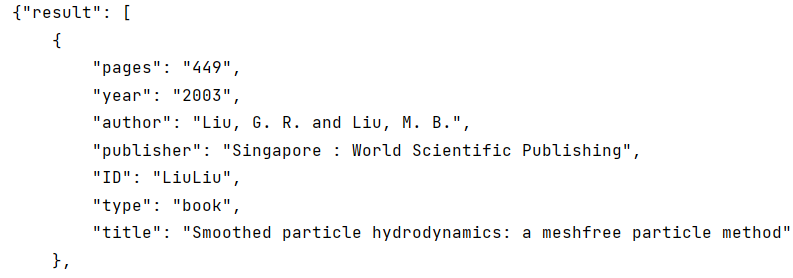 {"result": [
    {
        "pages": "449",
        "year": "2003",
        "author": "Liu, G. R. and Liu, M. B.",
        "publisher": "Singapore : World Scientific Publishing",
        "ID": "LiuLiu",
        "type": "book",
        "title": "Smoothed particle hydrodynamics: a meshfree particle method"
    },